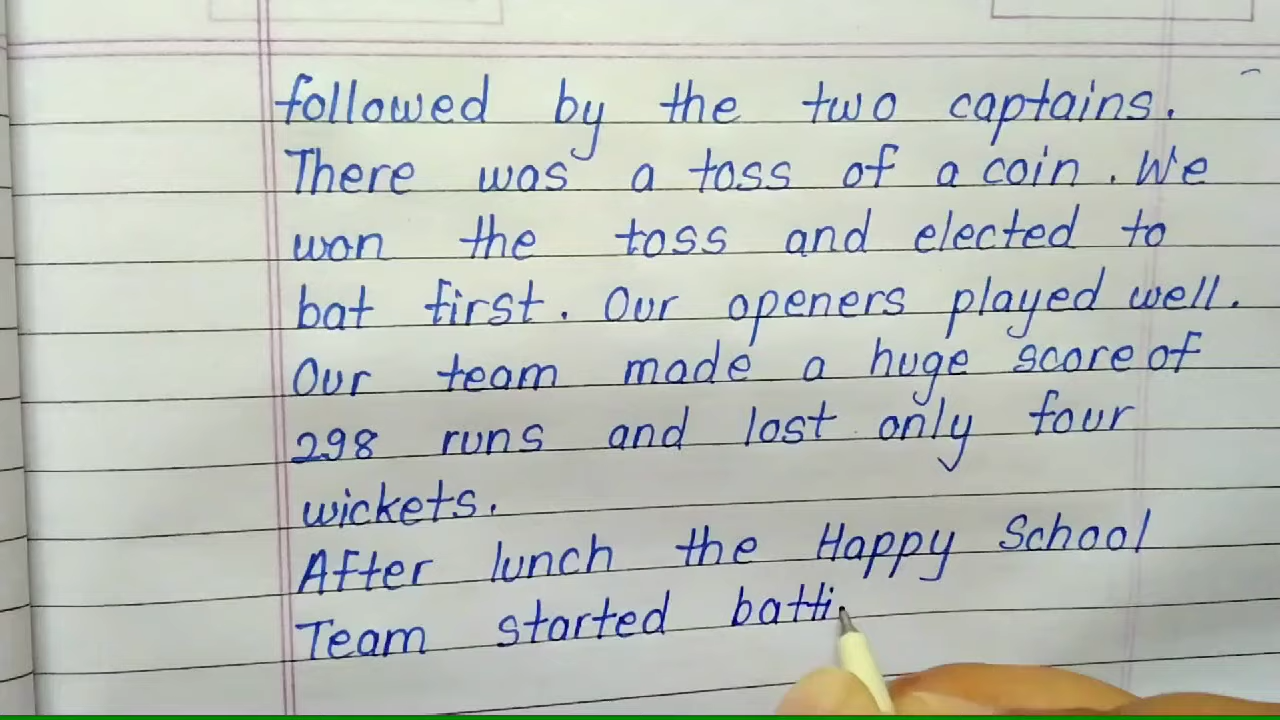 followed by the two captains.
There was a toss of a coin. We
won the toss and elected to
bat first. Our openers played well.
Our team made a huge score of
298 runs and lost only four
wickets.
After lunch the Happy School
Team started batti